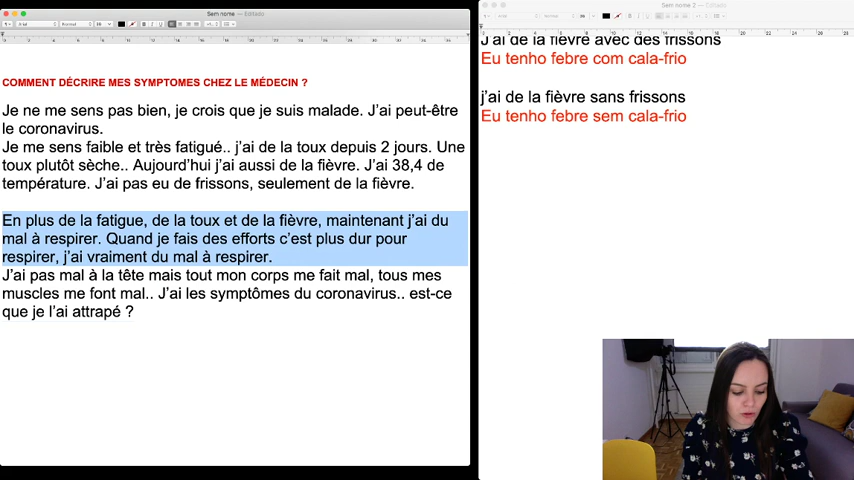 Sem nome — Editado
COMMENT DÉCRIRE MES SYMPTOMES CHEZ LE MÉDECIN ?
Je ne me sens pas bien, je crois que je suis malade. J'ai peut-être
le coronavirus.
Je me sens faible et très fatigué.. j'ai de la toux depuis 2 jours. Une
toux plutôt sèche.. Aujourd'hui j'ai aussi de la fièvre. J'ai 38,4 de
température. J'ai pas eu de frissons, seulement de la fièvre.
En plus de la fatigue, de la toux et de la fièvre, maintenant j'ai du
mal à respirer. Quand je fais des efforts c'est plus dur pour
respirer, j'ai vraiment du mal à respirer.
J'ai pas mal à la tête mais tout mon corps me fait mal, tous mes
muscles me font mal.. J'ai les symptômes du coronavirus.. est-ce
que je l'ai attrapé ?
Sem nome 2 — Editado
J'ai de la fièvre avec des frissons
Eu tenho febre com cala-frio
j'ai de la fièvre sans frissons
Eu tenho febre sem cala-frio